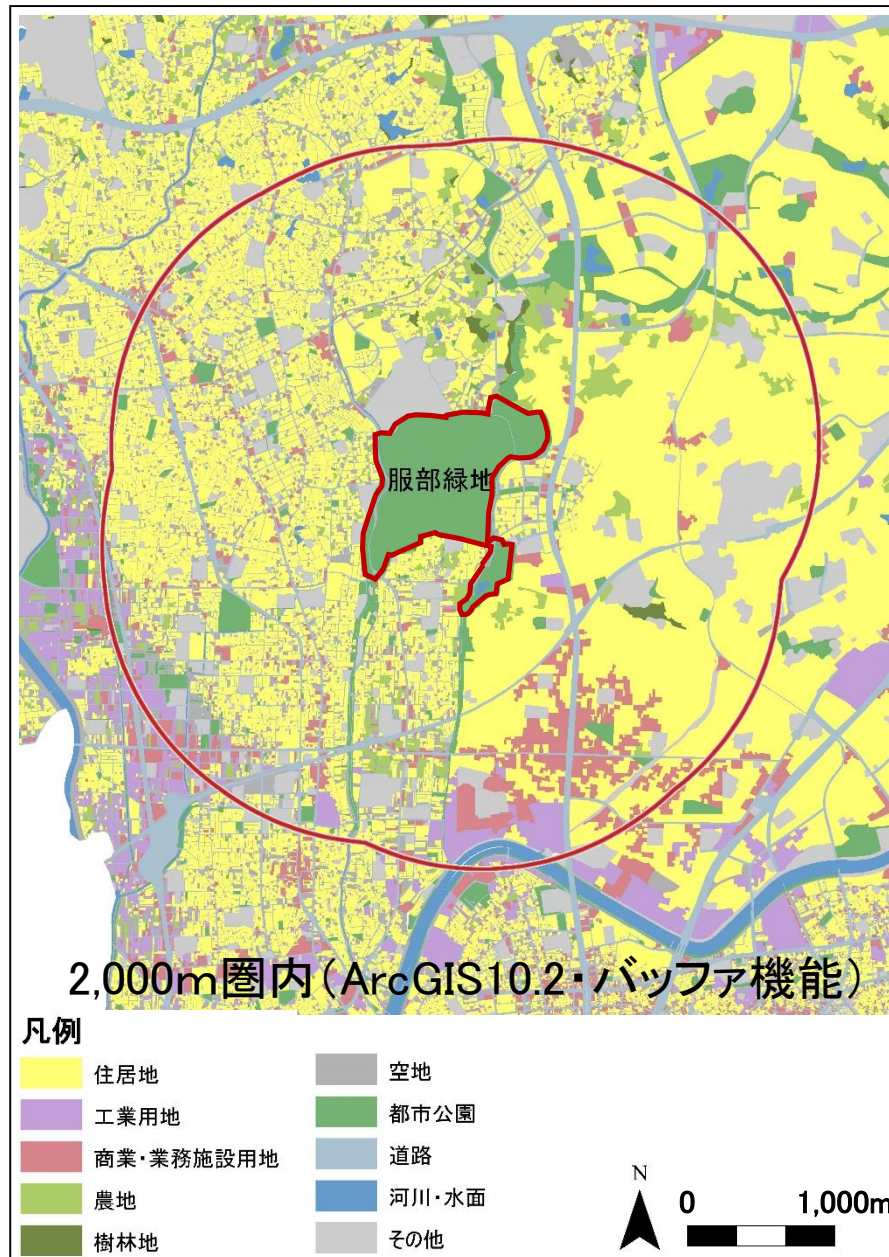 服部緑地
2,000m圏内(ArcGIS10.2・バッファ機能)
凡例
住居地
工業用地
商業・業務施設用地
農地
樹林地
空地
都市公園
道路
河川・水面
その他
N
0 1,000m